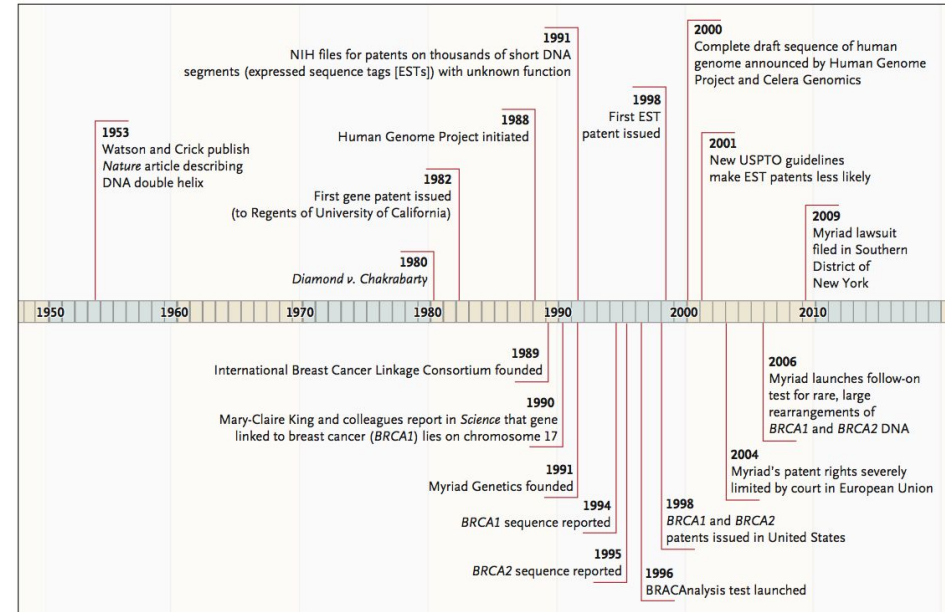 1991
NIH files for patents on thousands of short DNA
segments (expressed sequence tags [ESTs]) with unknown function
2000
Complete draft sequence of human
genome announced by Human Genome
Project and Celera Genomics
1953
Watson and Crick publish
Nature article describing
DNA double helix
1988
Human Genome Project initiated
1998
First EST
patent issued
2001
New USPTO guidelines
make EST patents less likely
1982
First gene patent issued
(to Regents of University of California)
2009
Myriad lawsuit
filed in Southern
District of
New York
1980
Diamond v. Chakrabarty
1950 1960 1970 1980 1990 2000 2010
1989
International Breast Cancer Linkage Consortium founded
1990
Mary-Claire King and colleagues report in Science that gene
linked to breast cancer (BRCA1) lies on chromosome 17
1991
Myriad Genetics founded
1994
BRCA1 sequence reported
1995
BRCA2 sequence reported
1996
BRACAnalysis test launched
1998
BRCA1 and BRCA2
patents issued in United States
2004
Myriad's patent rights severely
limited by court in European Union
2006
Myriad launches follow-on
test for rare, large
rearrangements of
BRCA1 and BRCA2 DNA